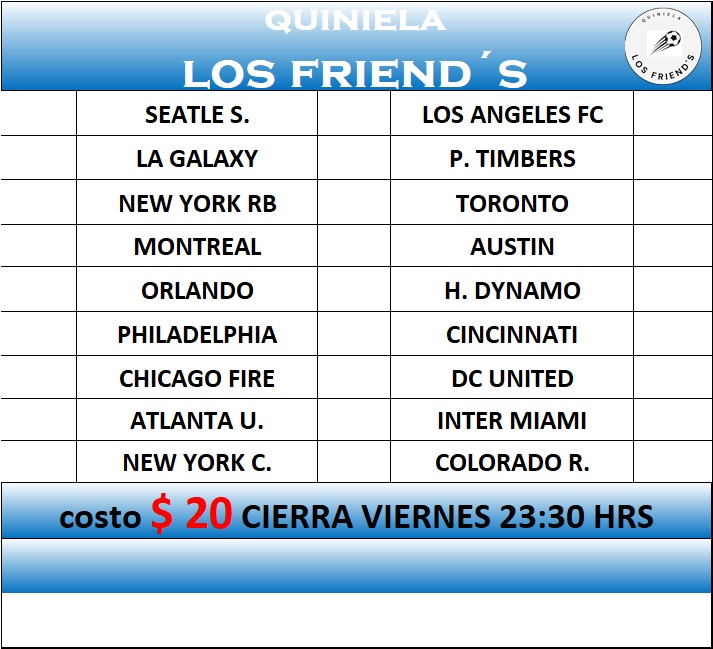 QUINIELA
LOS FRIEND´S
QUINIELA
LOS FRIEND'S
SEATLE S. LOS ANGELES FC
LA GALAXY P. TIMBERS
NEW YORK RB TORONTO
MONTREAL AUSTIN
ORLANDO H. DYNAMO
PHILADELPHIA CINCINNATI
CHICAGO FIRE DC UNITED
ATLANTA U. INTER MIAMI
NEW YORK C. COLORADO R.
costo $ 20 CIERRA VIERNES 23:30 HRS